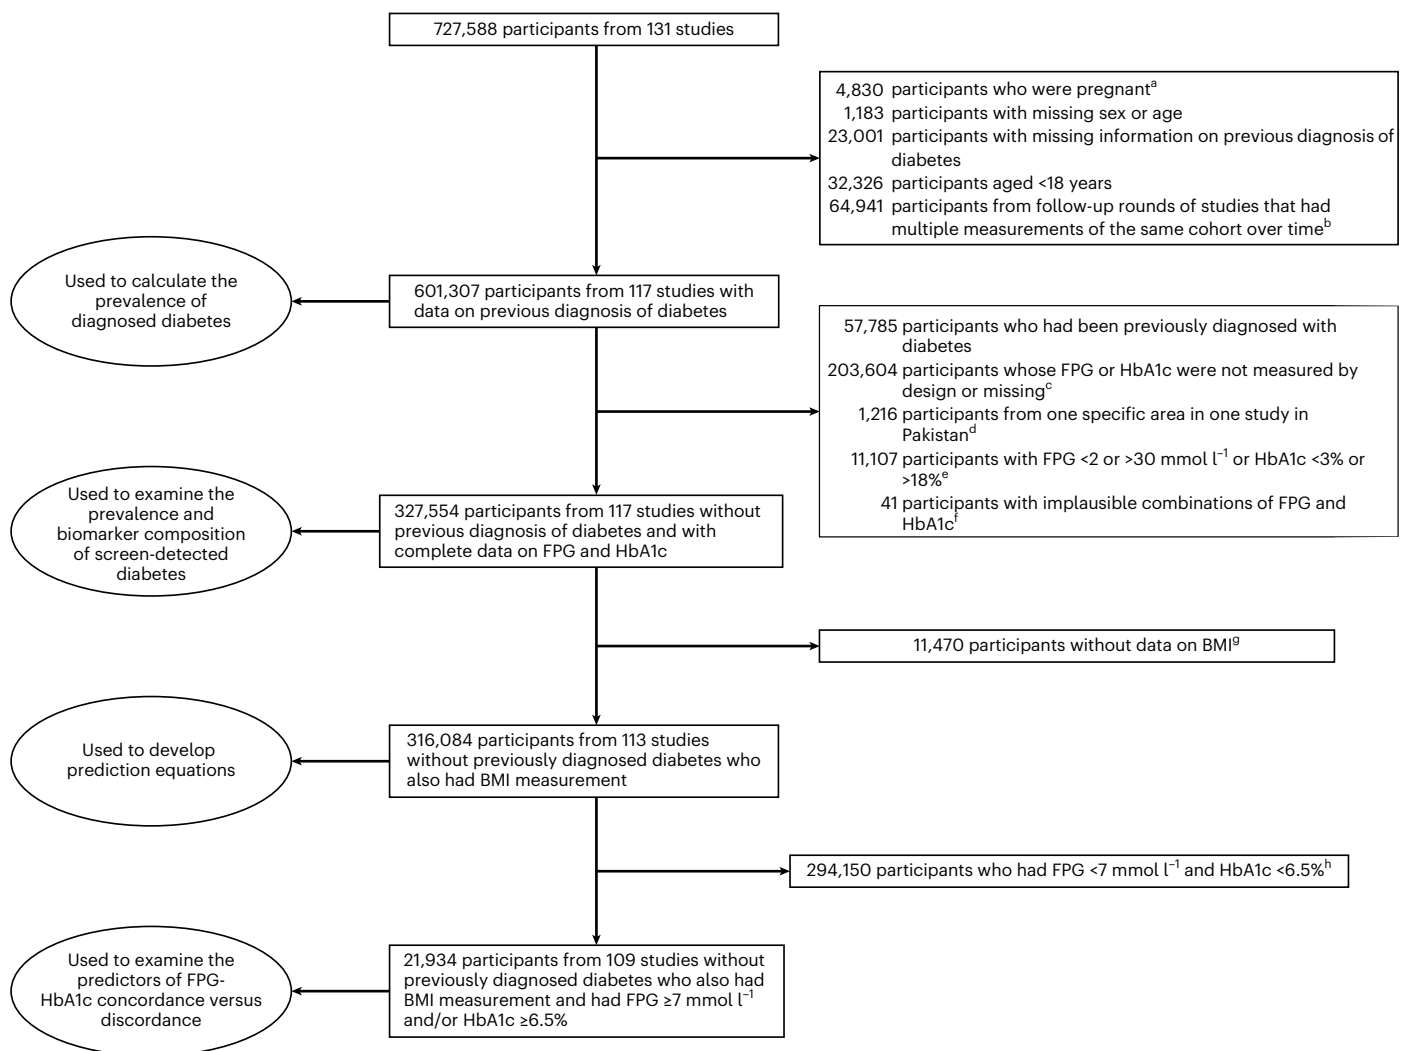 727,588 participants from 131 studies
4,830 participants who were pregnantᵃ
1,183 participants with missing sex or age
23,001 participants with missing information on previous diagnosis of
diabetes
32,326 participants aged <18 years
64,941 participants from follow-up rounds of studies that had
multiple measurements of the same cohort over timeᵇ
Used to calculate the
prevalence of
diagnosed diabetes
601,307 participants from 117 studies with
data on previous diagnosis of diabetes
57,785 participants who had been previously diagnosed with
diabetes
203,604 participants whose FPG or HbA1c were not measured by
design or missingᶜ
1,216 participants from one specific area in one study in
Pakistanᵈ
11,107 participants with FPG <2 or >30 mmol l⁻¹ or HbA1c <3% or
>18%ᵉ
41 participants with implausible combinations of FPG and
HbA1cᶠ
Used to examine the
prevalence and
biomarker composition
of screen-detected
diabetes
327,554 participants from 117 studies without
previous diagnosis of diabetes and with
complete data on FPG and HbA1c
11,470 participants without data on BMIᵍ
Used to develop
prediction equations
316,084 participants from 113 studies
without previously diagnosed diabetes who
also had BMI measurement
294,150 participants who had FPG <7 mmol l⁻¹ and HbA1c <6.5%ʰ
Used to examine the
predictors of FPG-
HbA1c concordance versus
discordance
21,934 participants from 109 studies without
previously diagnosed diabetes who also had
BMI measurement and had FPG ≥7 mmol l⁻¹
and/or HbA1c ≥6.5%